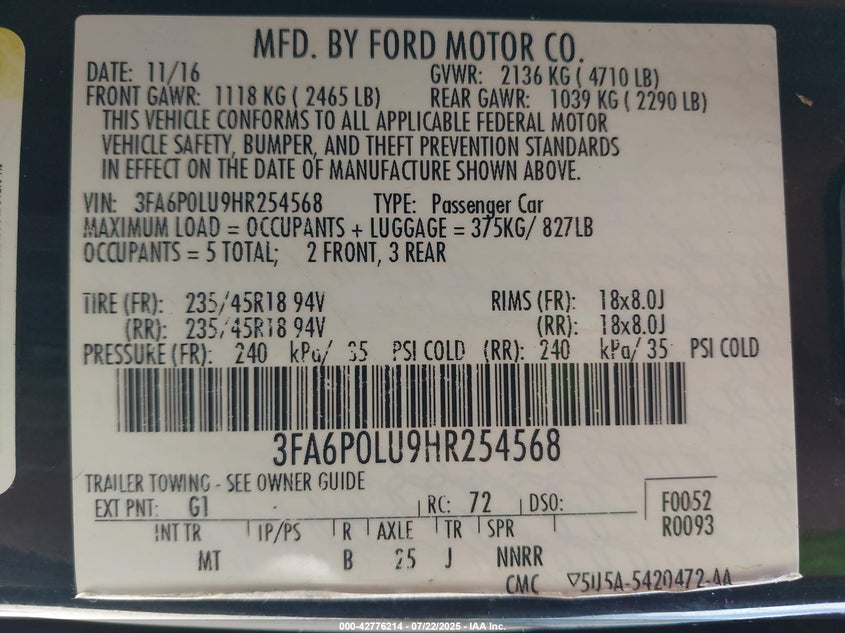 MFD. BY FORD MOTOR CO.
DATE: 11/16 GVWR: 2136 KG ( 4710 LB)
FRONT GAWR: 1118 KG ( 2465 LB) REAR GAWR: 1039 KG ( 2290 LB)
THIS VEHICLE CONFORMS TO ALL APPLICABLE FEDERAL MOTOR
VEHICLE SAFETY, BUMPER, AND THEFT PREVENTION STANDARDS
IN EFFECT ON THE DATE OF MANUFACTURE SHOWN ABOVE.
VIN: 3FA6P0LU9HR254568 TYPE: Passenger Car
MAXIMUM LOAD = OCCUPANTS + LUGGAGE = 375KG/ 827LB
OCCUPANTS = 5 TOTAL; 2 FRONT, 3 REAR
TIRE (FR): 235/45R18 94V RIMS (FR): 18x8.0J
(RR): 235/45R18 94V (RR): 18x8.0J
PRESSURE (FR): 240 kPa/ 35 PSI COLD (RR): 240 kPa/ 35 PSI COLD
3FA6P0LU9HR254568
TRAILER TOWING - SEE OWNER GUIDE
EXT PNT: G1 RC: 72 DSO: F0052
INT TR IP/PS R AXLE TR SPR R0093
MT B 25 J NNRR
CMC ▽5U5A-5420472-AA
000-42776214 - 07/22/2025 - IAA Inc.